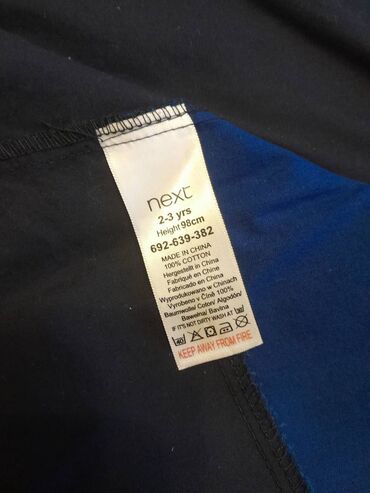 next
2-3 yrs
Height 98cm
692-639-382
MADE IN CHINA
100% COTTON
Hergestellt in China
Fabriqué en Chine
Fabricado en China
Wyprodukowano w Chinach
Vyrobeno v Číně 100%
Baumwolle/ Coton/ Algodón/
Bawełna/ Bavlna
IF IT'S NOT DIRTY WASH AT
KEEP AWAY FROM FIRE